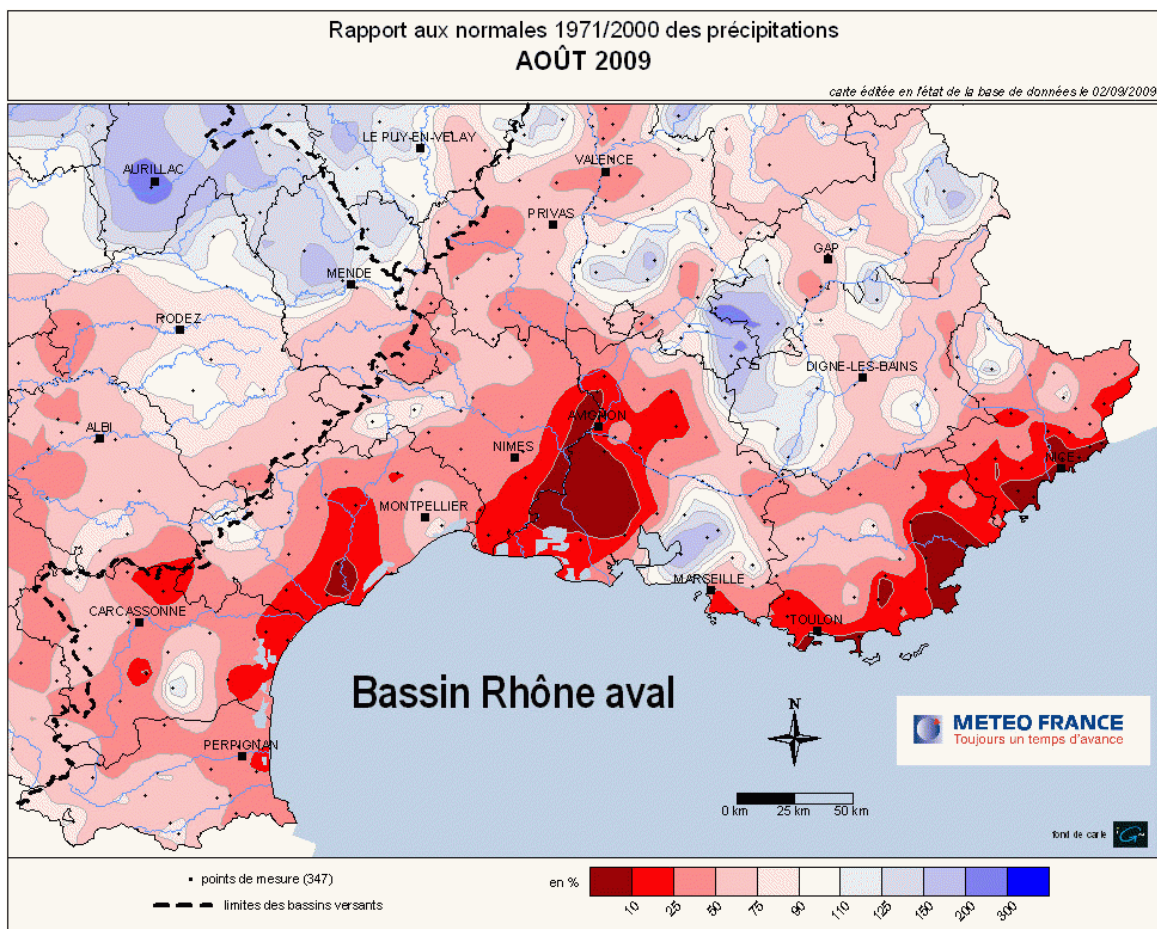 Rapport aux normales 1971/2000 des précipitations
AOÛT 2009
carte éditée en l'état de la base de données le 02/09/2009
LE PUY-EN-VELAY
AURILLAC
VALENCE
PRIVAS
GAP
MENDE
RODEZ
DIGNE-LES-BAINS
AVIGNON
ALBI
NIMES
NICE
MONTPELLIER
MARSEILLE
CARCASSONNE
TOULON
Bassin Rhône aval
N
METEO FRANCE
Toujours un temps d'avance
PERPIGNAN
0 km 25 km 50 km
fond de carte
points de mesure (347)
limites des bassins versants
en %
10 25 50 75 90 110 125 150 200 300